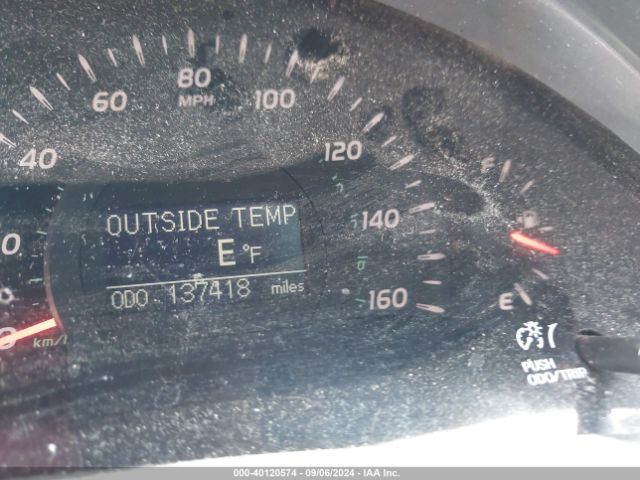 80
MPH
60
100
40
120
F
OUTSIDE TEMP
140
E °F
ODO 137418 miles
160
E
km/
PUSH
ODO/TRIP
000-40120574 - 09/06/2024 - IAA Inc.